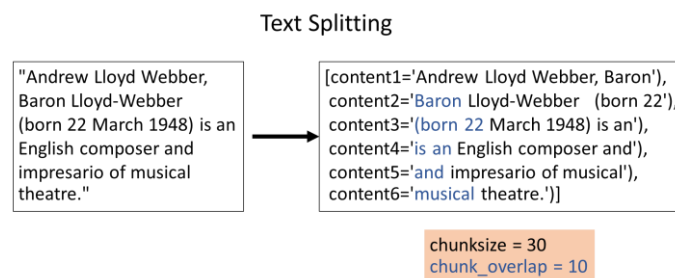 Text Splitting
"Andrew Lloyd Webber,
Baron Lloyd-Webber
(born 22 March 1948) is an
English composer and
impresario of musical
theatre."
[content1='Andrew Lloyd Webber, Baron'),
content2='Baron Lloyd-Webber (born 22'),
content3='(born 22 March 1948) is an'),
content4='is an English composer and'),
content5='and impresario of musical'),
content6='musical theatre.')]
chunksize = 30
chunk_overlap = 10